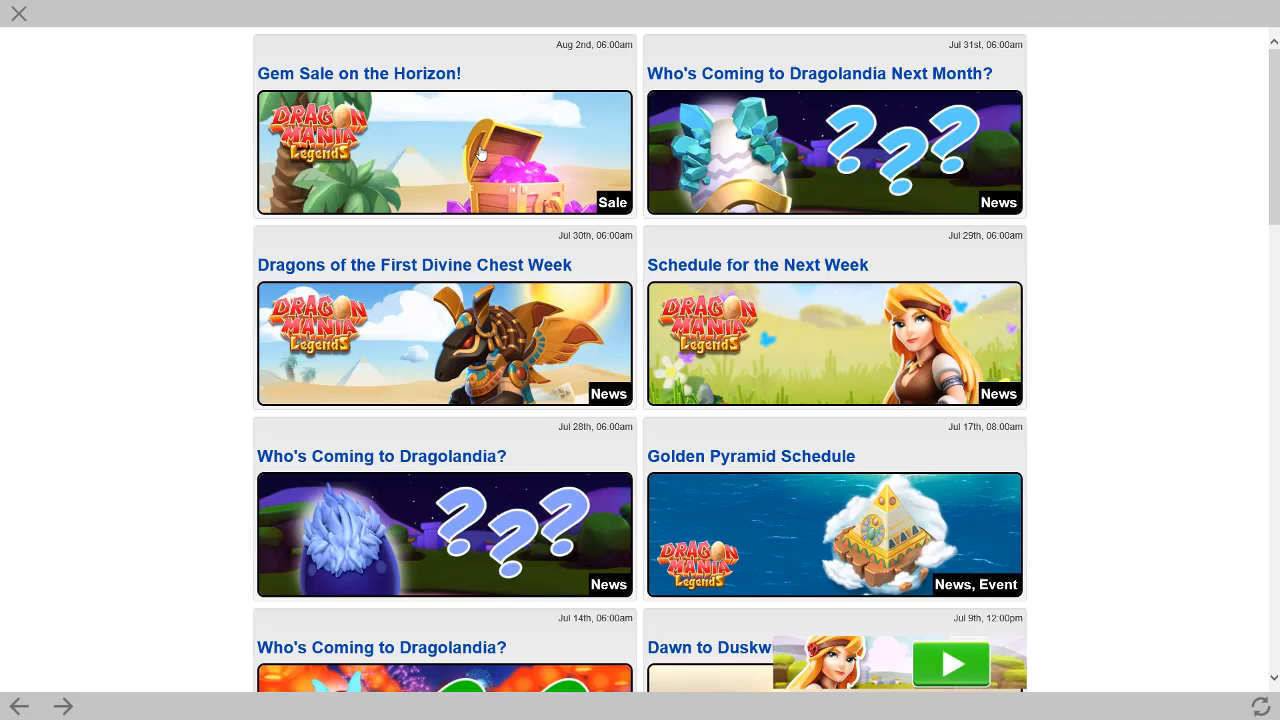 Aug 2nd, 06:00am
Gem Sale on the Horizon!
DRAGON
MANIA
Legends
Sale
Jul 31st, 06:00am
Who's Coming to Dragolandia Next Month?
? ? ?
News
Jul 30th, 06:00am
Dragons of the First Divine Chest Week
DRAGON
MANIA
Legends
News
Jul 29th, 06:00am
Schedule for the Next Week
DRAGON
MANIA
Legends
News
Jul 28th, 06:00am
Who's Coming to Dragolandia?
? ? ?
News
Jul 17th, 08:00am
Golden Pyramid Schedule
DRAGON
MANIA
Legends
News, Event
Jul 14th, 06:00am
Who's Coming to Dragolandia?
Jul 9th, 12:00pm
Dawn to Duskw